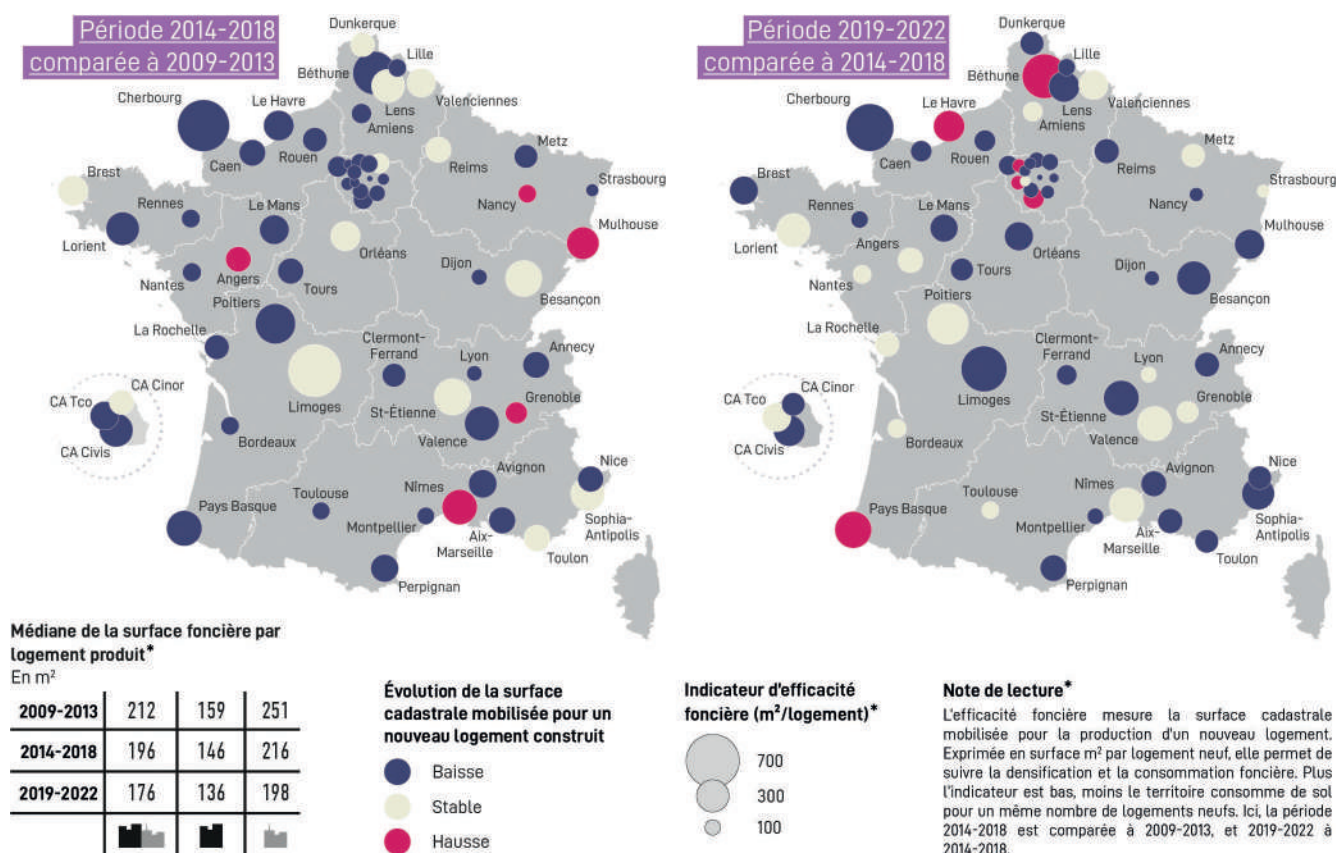 Période 2014-2018
comparée à 2009-2013
Dunkerque
Lille
Béthune
Cherbourg
Le Havre
Lens
Valenciennes
Amiens
Caen
Rouen
Reims
Metz
Brest
Strasbourg
Rennes
Le Mans
Nancy
Mulhouse
Lorient
Orléans
Angers
Dijon
Nantes
Tours
Besançon
Poitiers
La Rochelle
Clermont-
Ferrand
Lyon
Annecy
CA Cinor
CA Tco
Limoges
St-Étienne
Grenoble
CA Civis
Bordeaux
Valence
Avignon
Nice
Nîmes
Pays Basque
Toulouse
Montpellier
Aix-
Marseille
Sophia-
Antipolis
Toulon
Perpignan
Période 2019-2022
comparée à 2014-2018
Dunkerque
Lille
Béthune
Cherbourg
Le Havre
Lens
Valenciennes
Amiens
Caen
Rouen
Reims
Metz
Brest
Strasbourg
Rennes
Le Mans
Nancy
Mulhouse
Lorient
Angers
Orléans
Nantes
Tours
Dijon
Besançon
Poitiers
La Rochelle
Clermont-
Ferrand
Lyon
Annecy
CA Cinor
CA Tco
Limoges
St-Étienne
Grenoble
CA Civis
Bordeaux
Valence
Avignon
Nice
Nîmes
Pays Basque
Toulouse
Montpellier
Aix-
Marseille
Sophia-
Antipolis
Toulon
Perpignan
Médiane de la surface foncière par
logement produit*
En m²
2009-2013 212 159 251
2014-2018 196 146 216
2019-2022 176 136 198
Évolution de la surface
cadastrale mobilisée pour un
nouveau logement construit
Baisse
Stable
Hausse
Indicateur d'efficacité
foncière (m²/logement)*
700
300
100
Note de lecture*
L'efficacité foncière mesure la surface cadastrale
mobilisée pour la production d'un nouveau logement.
Exprimée en surface m² par logement neuf, elle permet de
suivre la densification et la consommation foncière. Plus
l'indicateur est bas, moins le territoire consomme de sol
pour un même nombre de logements neufs. Ici, la période
2014-2018 est comparée à 2009-2013, et 2019-2022 à
2014-2018.